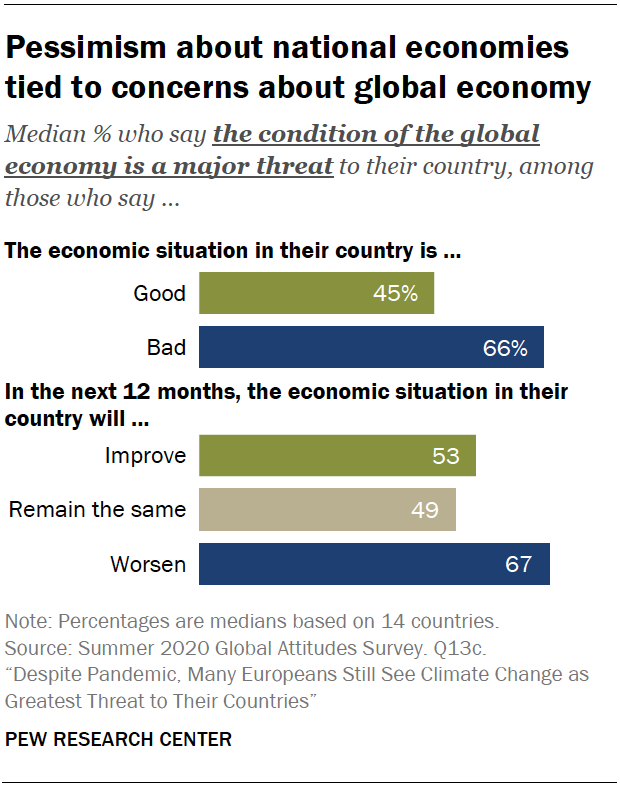 Pessimism about national economies
tied to concerns about global economy
Median % who say the condition of the global
economy is a major threat to their country, among
those who say ...
The economic situation in their country is ...
Good 45%
Bad 66%
In the next 12 months, the economic situation in their
country will ...
Improve 53
Remain the same 49
Worsen 67
Note: Percentages are medians based on 14 countries.
Source: Summer 2020 Global Attitudes Survey. Q13c.
“Despite Pandemic, Many Europeans Still See Climate Change as
Greatest Threat to Their Countries”
PEW RESEARCH CENTER